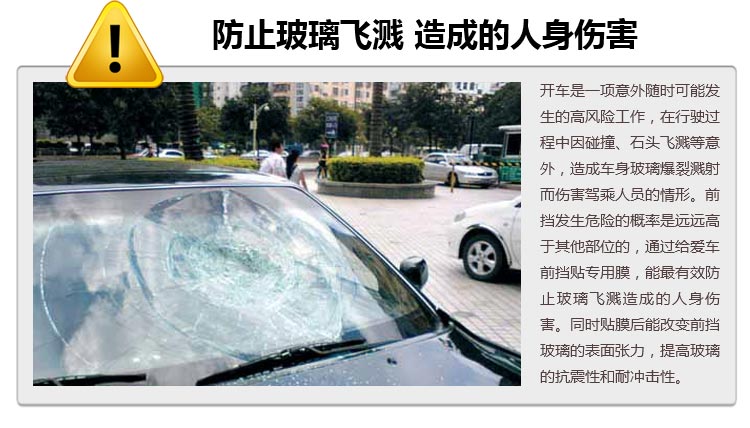 防止玻璃飞溅 造成的人身伤害
开车是一项意外随时可能发
生的高风险工作，在行驶过
程中因碰撞、石头飞溅等意
外，造成车身玻璃爆裂溅射
而伤害驾乘人员的情形。前
挡发生危险的概率是远远高
于其他部位的，通过给爱车
前挡贴专用膜，能最有效防
止玻璃飞溅造成的人身伤
害。同时贴膜后能改变前挡
玻璃的表面张力，提高玻璃
的抗震性和耐冲击性。